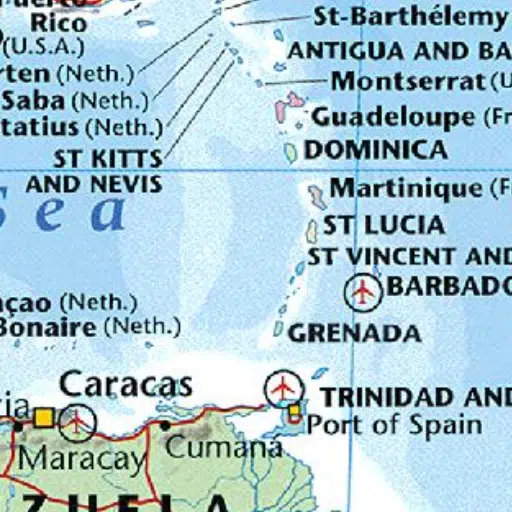 Puerto
Rico
(U.S.A.)
rten (Neth.)
Saba (Neth.)
tatius (Neth.)
ST KITTS
AND NEVIS
St-Barthélemy
ANTIGUA AND BA
Montserrat (U
Guadeloupe (Fr
DOMINICA
Martinique (F
Sea
ST LUCIA
ST VINCENT AND
BARBADO
çao (Neth.)
Bonaire (Neth.)
GRENADA
Caracas
TRINIDAD AND
ia
Port of Spain
Maracay
Cumaná
ZUELA